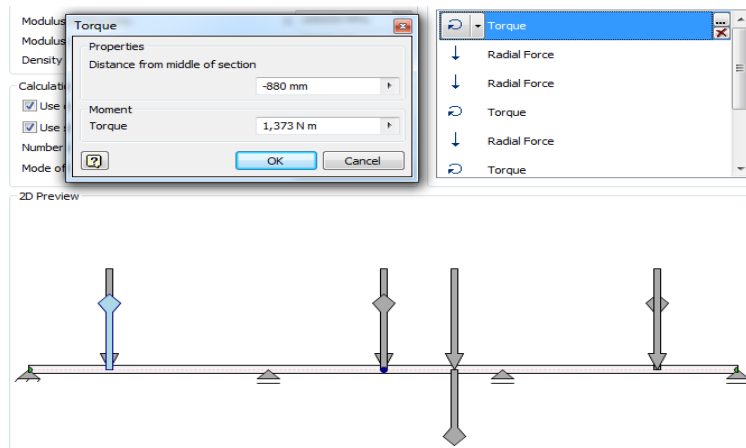 Modulus
Modulus
Density
Calculati
Use
Use
Number
Mode of
Torque
Properties
Distance from middle of section
-880 mm
Moment
Torque
1,373 N m
?
OK
Cancel
Torque
...
Radial Force
Radial Force
Torque
Radial Force
Torque
2D Preview